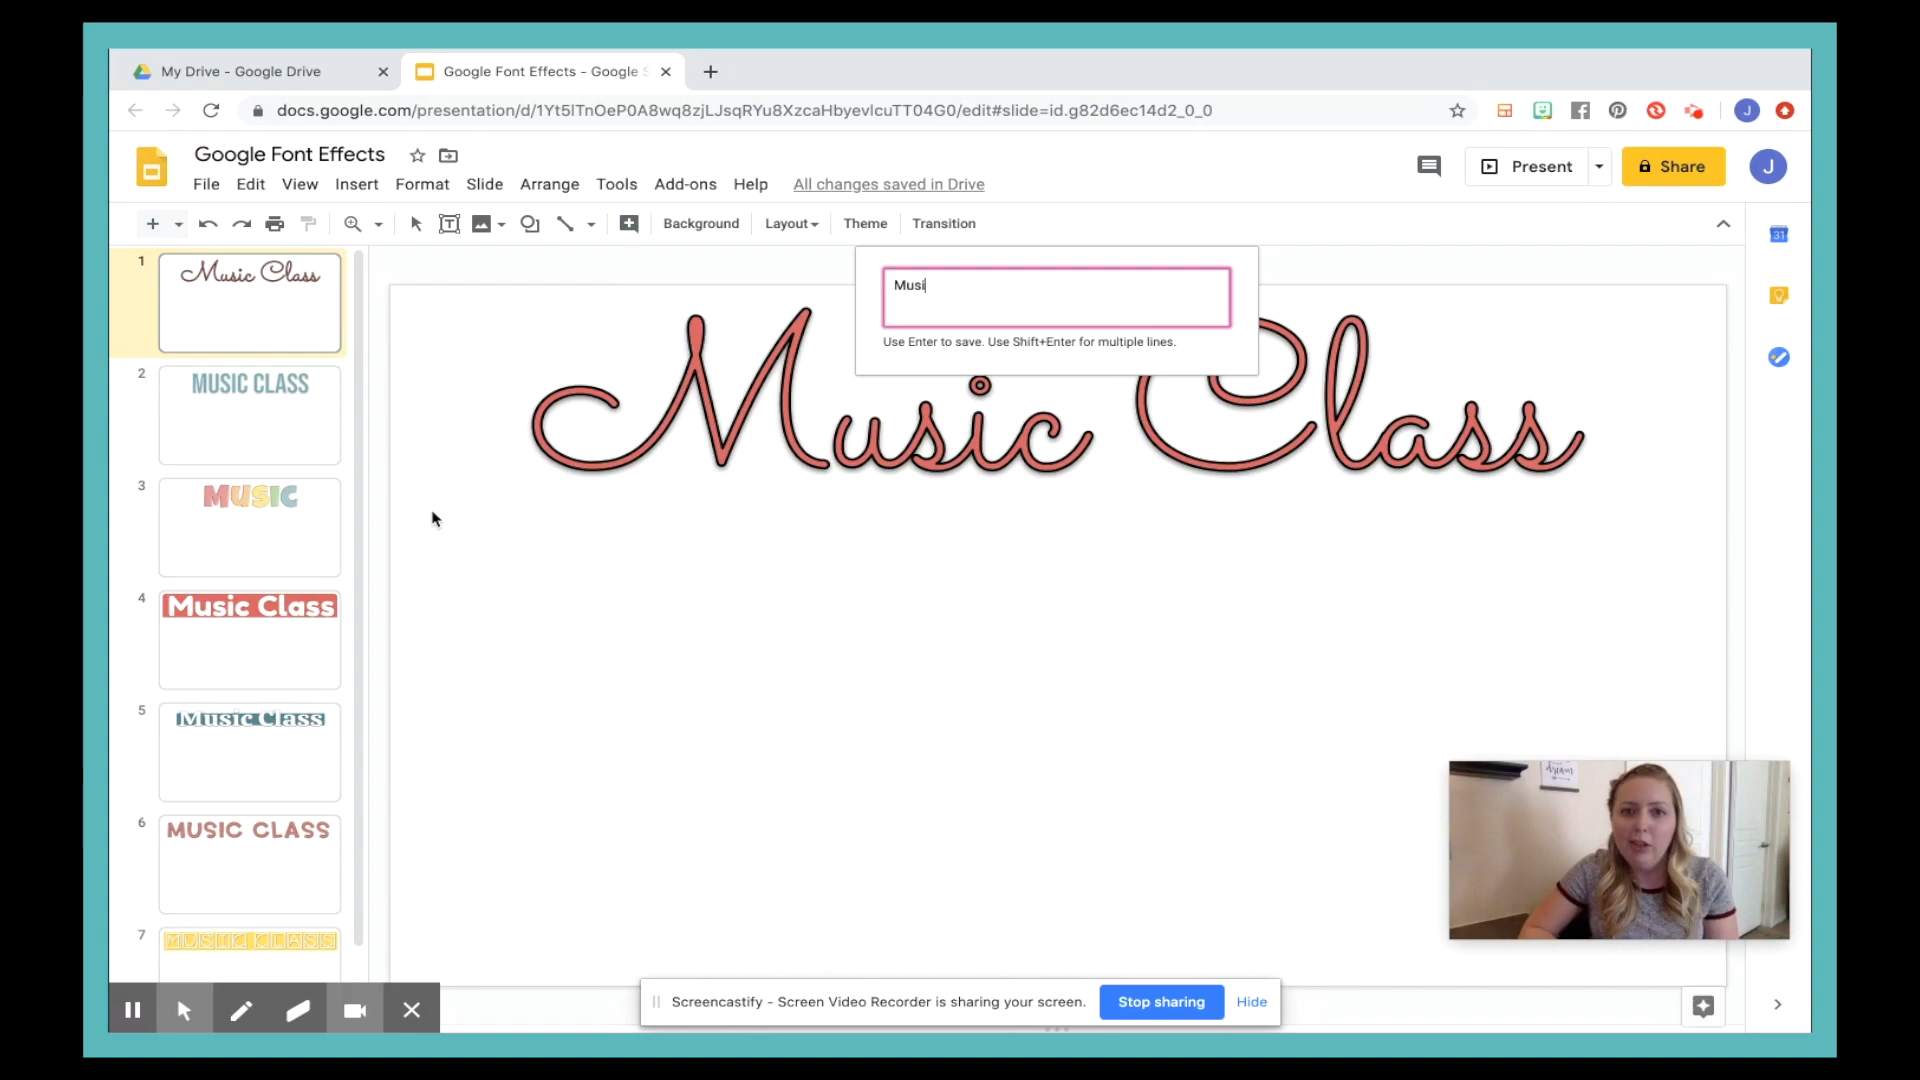 My Drive - Google Drive
Google Font Effects - Google S
docs.google.com/presentation/d/1Yt5lTnOeP0A8wq8zjLJsqRYu8XzcaHbyevlcuTT04G0/edit#slide=id.g82d6ec14d2_0_0
J
Google Font Effects
File Edit View Insert Format Slide Arrange Tools Add-ons Help All changes saved in Drive
Present
Share
J
Background Layout Theme Transition
31
Musi
Use Enter to save. Use Shift+Enter for multiple lines.
Music Class
1
Music Class
2
MUSIC CLASS
3
MUSIC
4
Music Class
5
Music Class
6
MUSIC CLASS
7
MUSIC CLASS
dream
Screencastify - Screen Video Recorder is sharing your screen. Stop sharing Hide